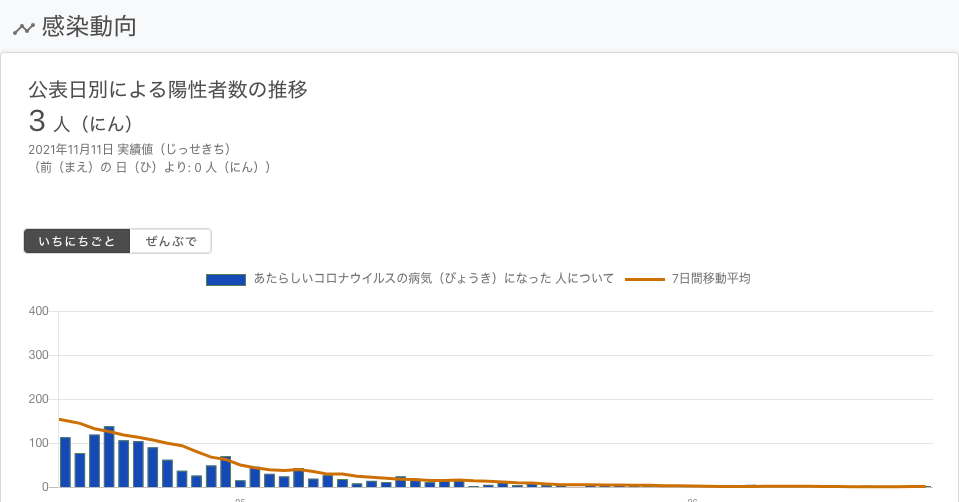 感染動向
公表日別による陽性者数の推移
3 人（にん）
2021年11月11日 実績値（じっせきち）
（前（まえ）の 日（ひ）より: 0 人（にん））
いちにちごと ぜんぶで
あたらしいコロナウイルスの病気（びょうき）になった 人について 7日間移動平均
400
300
200
100
0